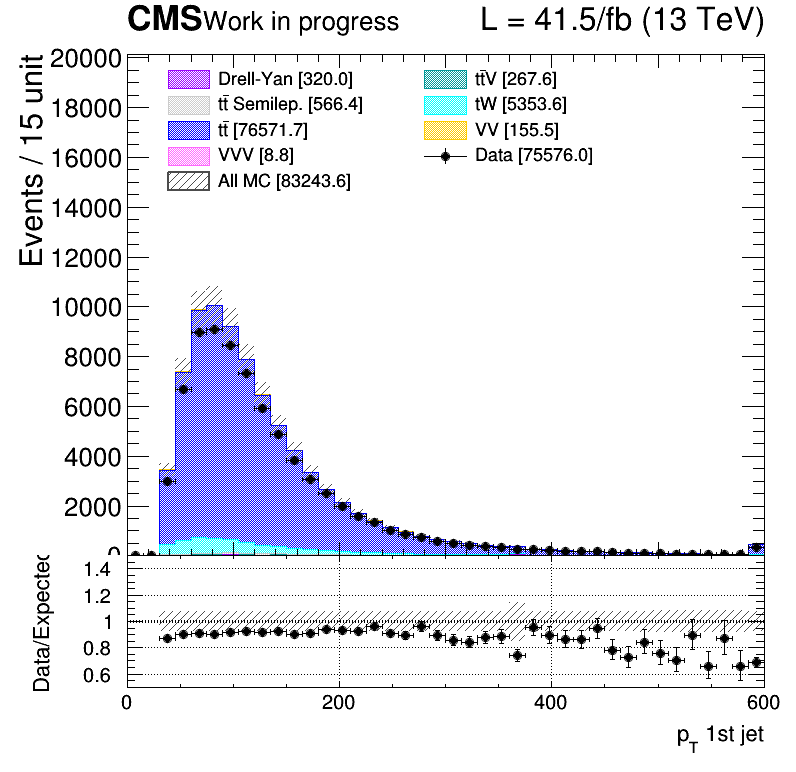 CMS Work in progress L = 41.5/fb (13 TeV)
Events / 15 unit
20000
18000
16000
14000
12000
10000
8000
6000
4000
2000
0
Drell-Yan [320.0]
tt̄ Semilep. [566.4]
tt̄ [76571.7]
VVV [8.8]
All MC [83243.6]
tt̄V [267.6]
tW [5353.6]
VV [155.5]
Data [75576.0]
Data/Expected
1.4
1.2
1
0.8
0.6
0 200 400 600
p_T 1st jet